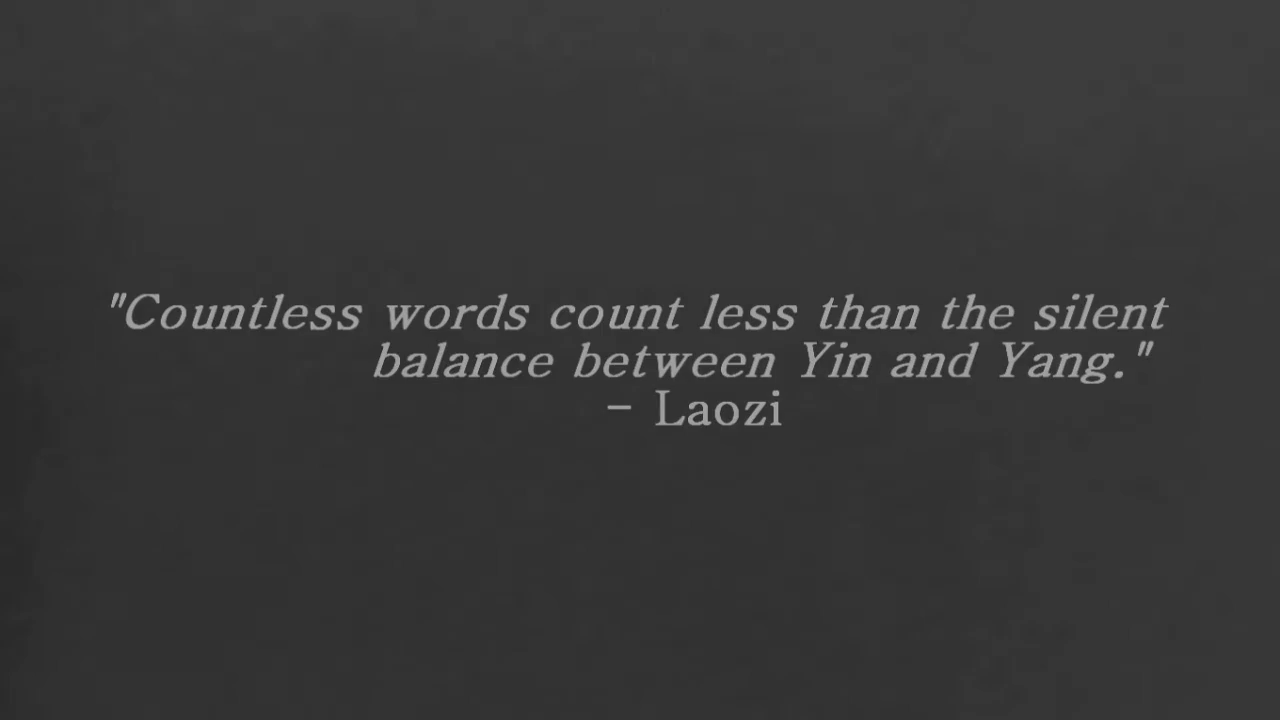 "Countless words count less than the silent
balance between Yin and Yang."
- Laozi